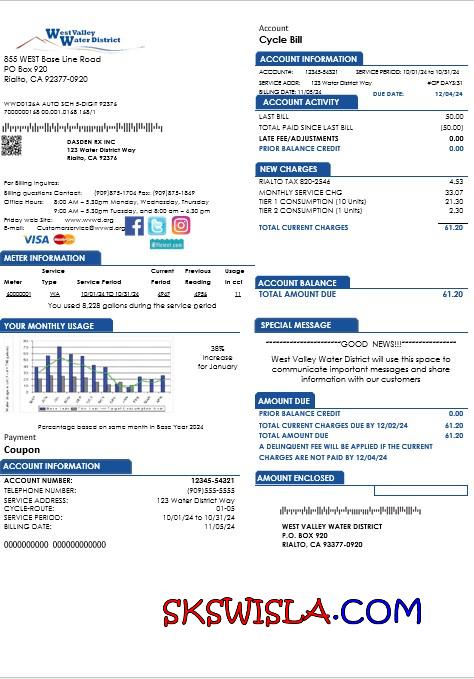 West Valley
Water District
855 WEST Base Line Road
PO Box 920
Rialto, CA 92377-0920
WWD0126A AUTO SCH 5-DIGIT 92376
7000000168 00.001.0168 168/1
DASDEN RX INC
123 Water District Way
Rialto, CA 92376
For Billing Inquires:
Billing questions Contact: (909)875-1704 Fax: (909)875-1849
Office Hours: 8:00 AM – 5:30pm Monday, Wednesday, Thursday
9:00 AM – 5:30pm Tuesday, and 8:00 am – 4:30 pm
Friday web Site: www.wvwd.org
E-mail: Customerservice@wvwd.org
VISA
METER INFORMATION
Service Current Previous Usage
Meter Type Service Period Period Reading in ccf
60000001 WA 10/01/24 TO 10/31/24 4967 4956 11
You used 8,228 gallons during the service period
YOUR MONTHLY USAGE
38%
Increase
for January
Percentage based on same month in Base Year 2024
Payment
Coupon
ACCOUNT INFORMATION
ACCOUNT NUMBER: 12345-54321
TELEPHONE NUMBER: (909)555-5555
SERVICE ADDRESS: 123 Water District Way
CYCLE-ROUTE: 01-05
SERVICE PERIOD: 10/01/24 to 10/31/24
BILLING DATE: 11/05/24
0000000000 000000000000
Account
Cycle Bill
ACCOUNT INFORMATION
ACCOUNT#: 12345-54321 SERVICE PERIOD: 10/01/24 to 10/31/24
SERVICE ADDR: 123 Water District Way #OF DAYS:31
BILLING DATE: 11/05/24 DUE DATE: 12/04/24
ACCOUNT ACTIVITY
LAST BILL 50.00
TOTAL PAID SINCE LAST BILL (50.00)
LATE FEE/ADJUSTMENTS 0.00
PRIOR BALANCE CREDIT 0.00
NEW CHARGES
RIALTO TAX 820-2546 4.53
MONTHLY SERVICE CHG 33.07
TIER 1 CONSUMPTION (10 Units) 21.30
TIER 2 CONSUMPTION (1 Units) 2.30
TOTAL CURRENT CHARGES 61.20
ACCOUNT BALANCE
TOTAL AMOUNT DUE 61.20
SPECIAL MESSAGE
GOOD NEWS!!!
West Valley Water District will use this space to
communicate important messages and share
information with our customers
AMOUNT DUE
PRIOR BALANCE CREDIT 0.00
TOTAL CURRENT CHARGES DUE BY 12/02/24 61.20
TOTAL AMOUNT DUE 61.20
A DELINQUENT FEE WILL BE APPLIED IF THE CURRENT
CHARGES ARE NOT PAID BY 12/04/24
AMOUNT ENCLOSED
WEST VALLEY WATER DISTRICT
P.O. BOX 920
RIALTO, CA 93377-0920
SKSWISLA.COM